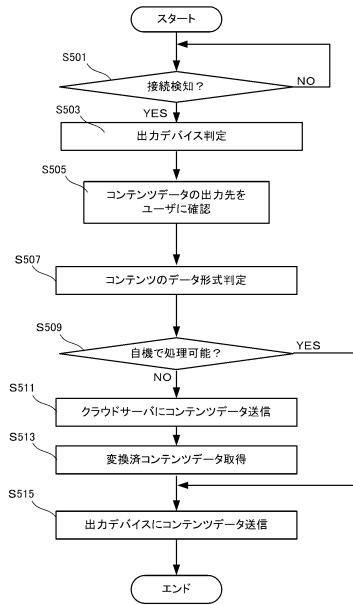 スタート
S501
接続検知？
NO
YES
S503
出力デバイス判定
S505
コンテンツデータの出力先を
ユーザに確認
S507
コンテンツのデータ形式判定
S509
自機で処理可能？
YES
NO
S511
クラウドサーバにコンテンツデータ送信
S513
変換済コンテンツデータ取得
S515
出力デバイスにコンテンツデータ送信
エンド